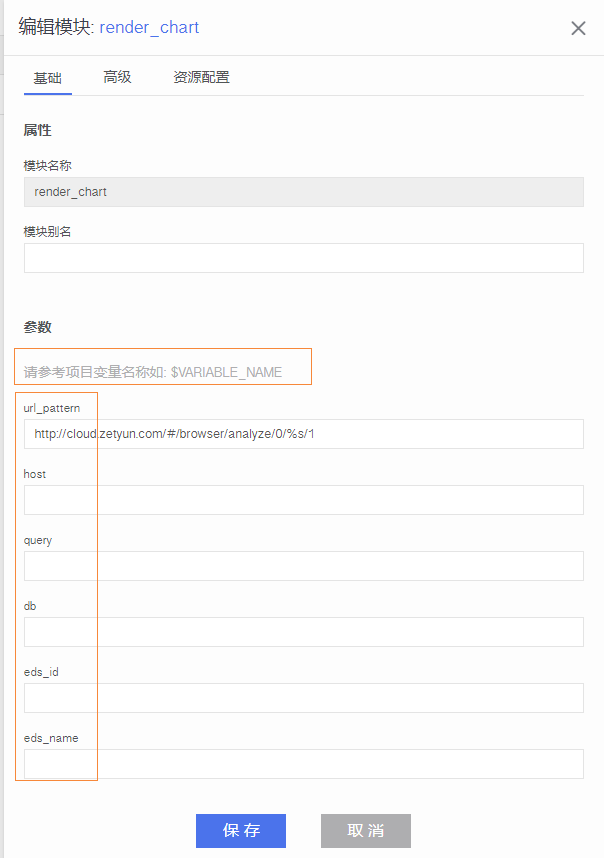 编辑模块: render_chart
基础 高级 资源配置
属性
模块名称
render_chart
模块别名
参数
请参考项目变量名称如: $VARIABLE_NAME
url_pattern
http://cloud.zetyun.com/#/browser/analyze/0/%s/1
host
query
db
eds_id
eds_name
保存 取消